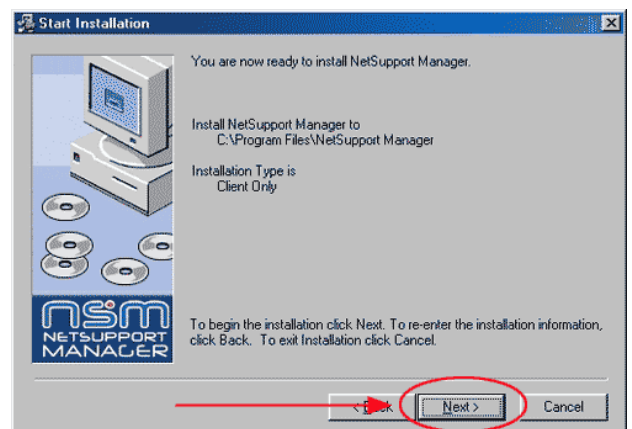 Start Installation
You are now ready to install NetSupport Manager.
Install NetSupport Manager to
C:\Program Files\NetSupport Manager
Installation Type is
Client Only
nsm
NETSUPPORT
MANAGER
To begin the installation click Next. To re-enter the installation information,
click Back. To exit Installation click Cancel.
Next >
Cancel